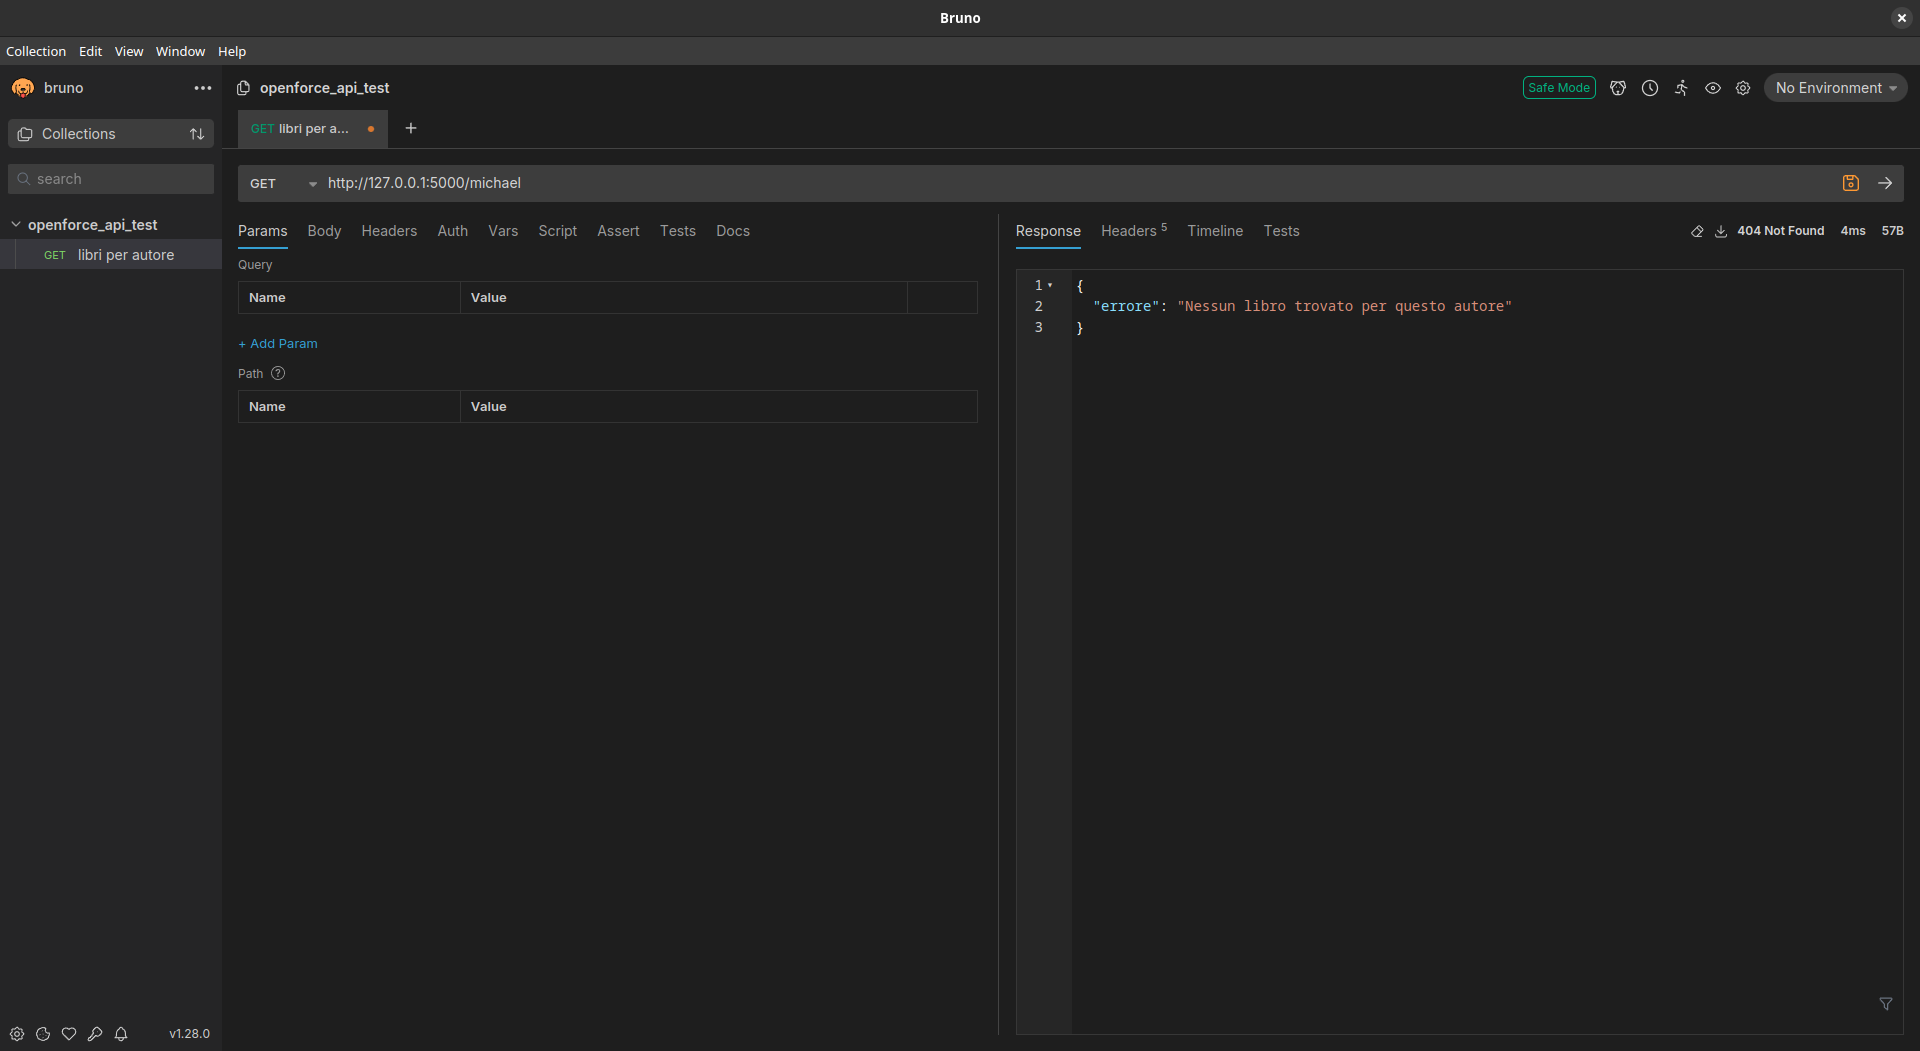 Bruno
Collection Edit View Window Help
bruno
openforce_api_test
Safe Mode
No Environment
Collections
GET libri per a...
search
GET http://127.0.0.1:5000/michael
openforce_api_test
GET libri per autore
Params Body Headers Auth Vars Script Assert Tests Docs
Query
Name Value
+ Add Param
Path
Name Value
Response Headers 5 Timeline Tests
404 Not Found 4ms 57B
1 {
2 "errore": "Nessun libro trovato per questo autore"
3 }
v1.28.0